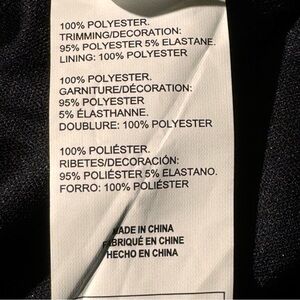 100% POLYESTER.
TRIMMING/DECORATION:
95% POLYESTER 5% ELASTANE.
LINING: 100% POLYESTER
100% POLYESTER.
GARNITURE/DÉCORATION:
95% POLYESTER
5% ÉLASTHANNE.
DOUBLURE: 100% POLYESTER
100% POLIÉSTER.
RIBETES/DECORACIÓN:
95% POLIÉSTER 5% ELASTANO.
FORRO: 100% POLIÉSTER
MADE IN CHINA
FABRIQUÉ EN CHINE
HECHO EN CHINA